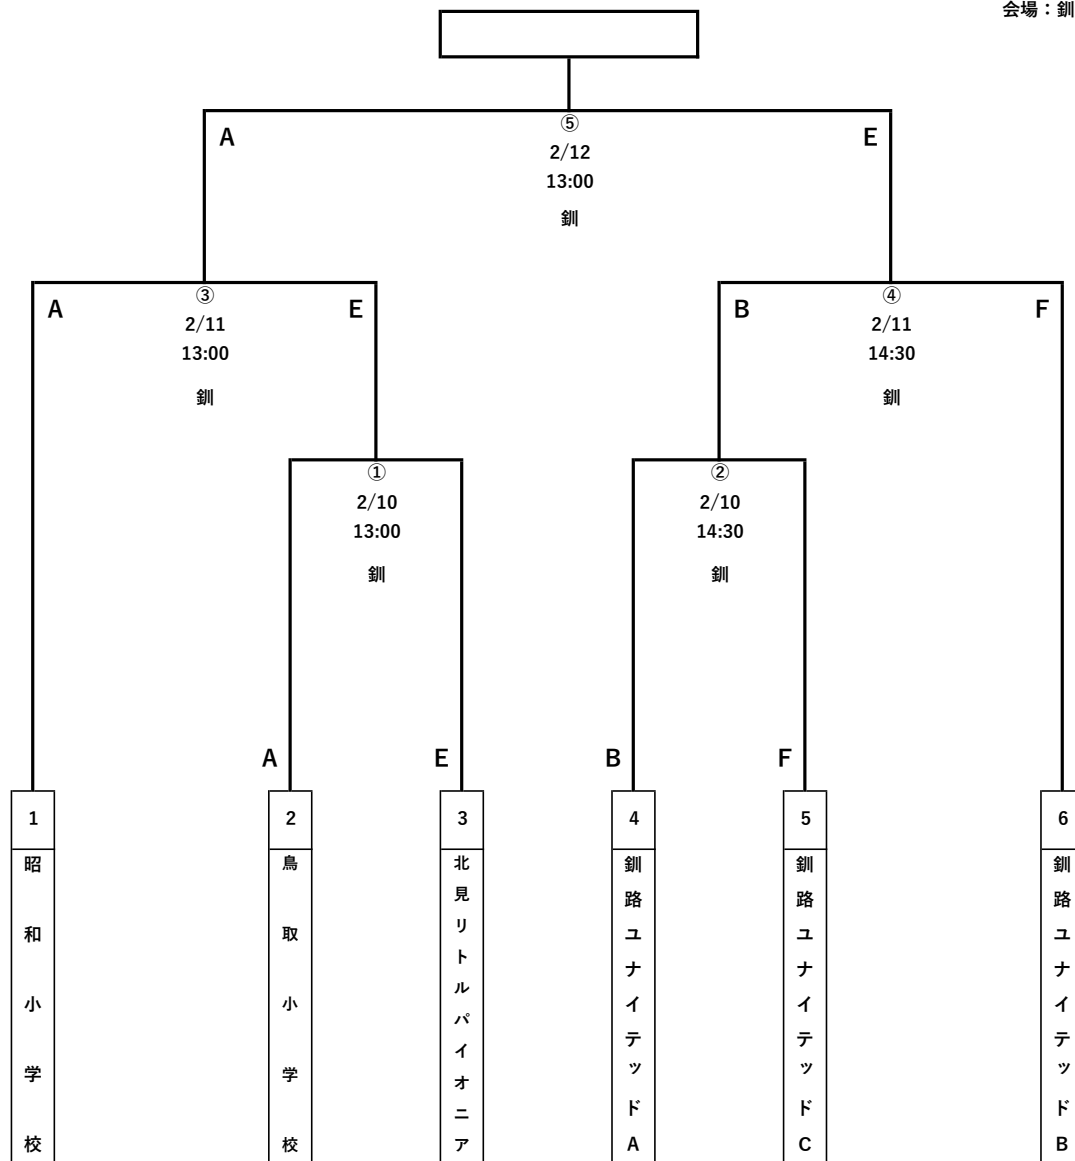 会場：釧
⑤
A
E
2/12
13:00
釧
③
④
A
E
B
F
2/11
2/11
13:00
14:30
釧
釧
①
②
2/10
2/10
13:00
14:30
釧
釧
A
E
B
F
1
2
3
4
5
6
昭和小学校
鳥取小学校
北見リトルパイオニア
釧路ユナイテッドA
釧路ユナイテッドC
釧路ユナイテッドB